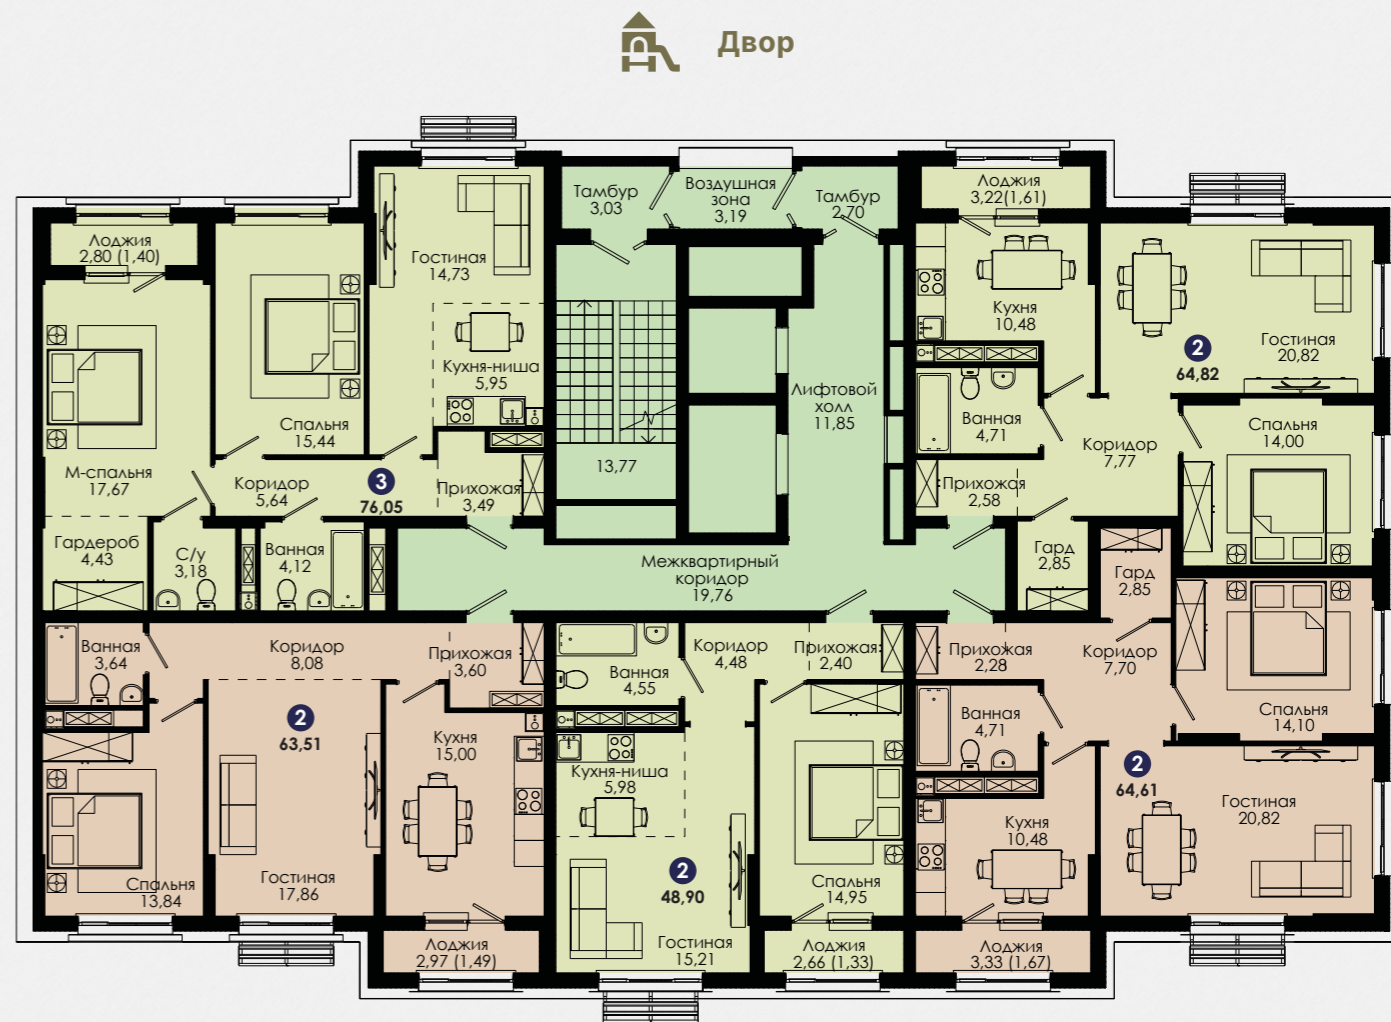 Двор
Тамбур
3,03
Воздушная
зона
3,19
Тамбур
2,70
Лоджия
3,22(1,61)
Лоджия
2,80 (1,40)
Гостиная
14,73
Кухня
10,48
Гостиная
20,82
2
64,82
Кухня-ниша
5,95
Лифтовой
холл
11,85
Спальня
15,44
Ванная
4,71
Спальня
14,00
Коридор
7,77
М-спальня
17,67
Коридор
5,64
3
76,05
Прихожая
3,49
13,77
Прихожая
2,58
Гардероб
4,43
С/у
3,18
Ванная
4,12
Межквартирный
коридор
19,76
Гард
2,85
Гард
2,85
Ванная
3,64
Коридор
8,08
Прихожая
3,60
Ванная
4,55
Коридор
4,48
Прихожая
2,40
Прихожая
2,28
Коридор
7,70
2
63,51
Кухня
15,00
Ванная
4,71
Спальня
14,10
Кухня-ниша
5,98
2
64,61
Гостиная
20,82
Кухня
10,48
Спальня
13,84
Гостиная
17,86
2
48,90
Спальня
14,95
Лоджия
2,97 (1,49)
Гостиная
15,21
Лоджия
2,66 (1,33)
Лоджия
3,33 (1,67)